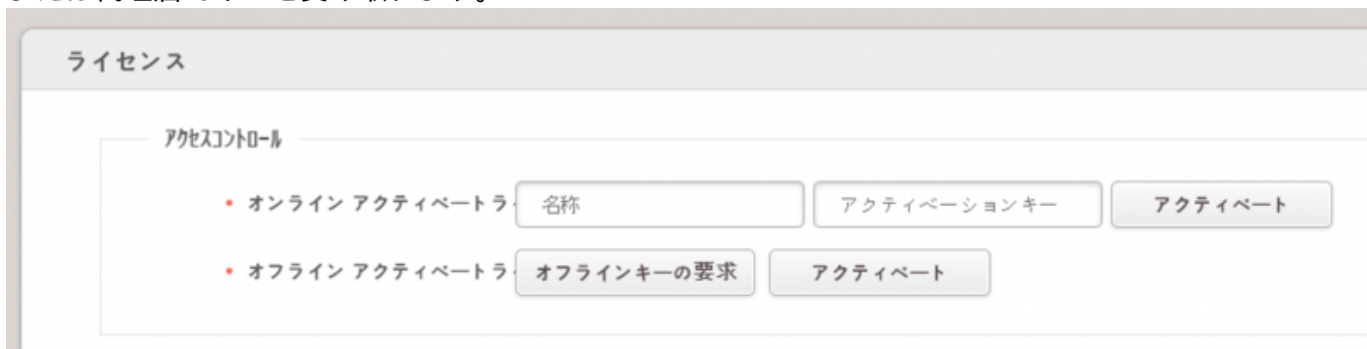 ライセンス
アクセスコントロール
オンライン アクティベートラ 名称 アクティベーションキー アクティベート
オフライン アクティベートラ オフラインキーの要求 アクティベート